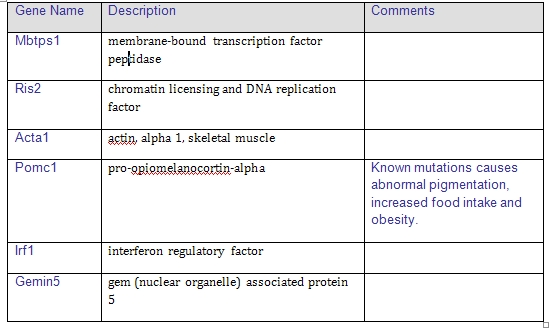 Gene Name Description Comments
Mbtps1 membrane-bound transcription factor
peptidase
Ris2 chromatin licensing and DNA replication
factor
Acta1 actin, alpha 1, skeletal muscle
Pomc1 pro-opiomelanocortin-alpha Known mutations causes
abnormal pigmentation,
increased food intake and
obesity.
Irf1 interferon regulatory factor
Gemin5 gem (nuclear organelle) associated protein
5